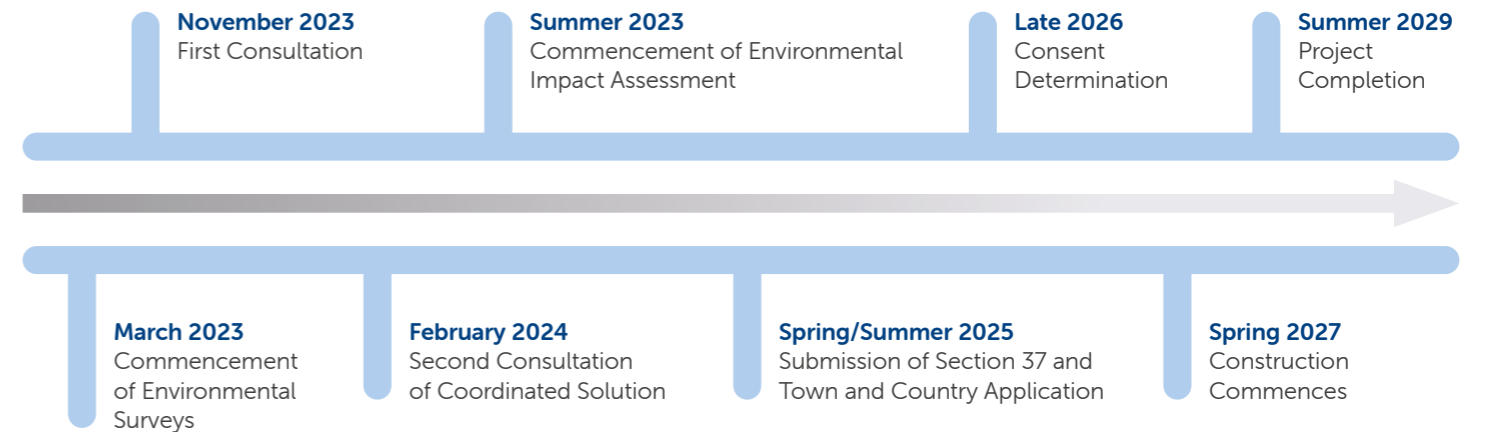 November 2023
First Consultation
Summer 2023
Commencement of Environmental
Impact Assessment
Late 2026
Consent
Determination
Summer 2029
Project
Completion
March 2023
Commencement
of Environmental
Surveys
February 2024
Second Consultation
of Coordinated Solution
Spring/Summer 2025
Submission of Section 37 and
Town and Country Application
Spring 2027
Construction
Commences